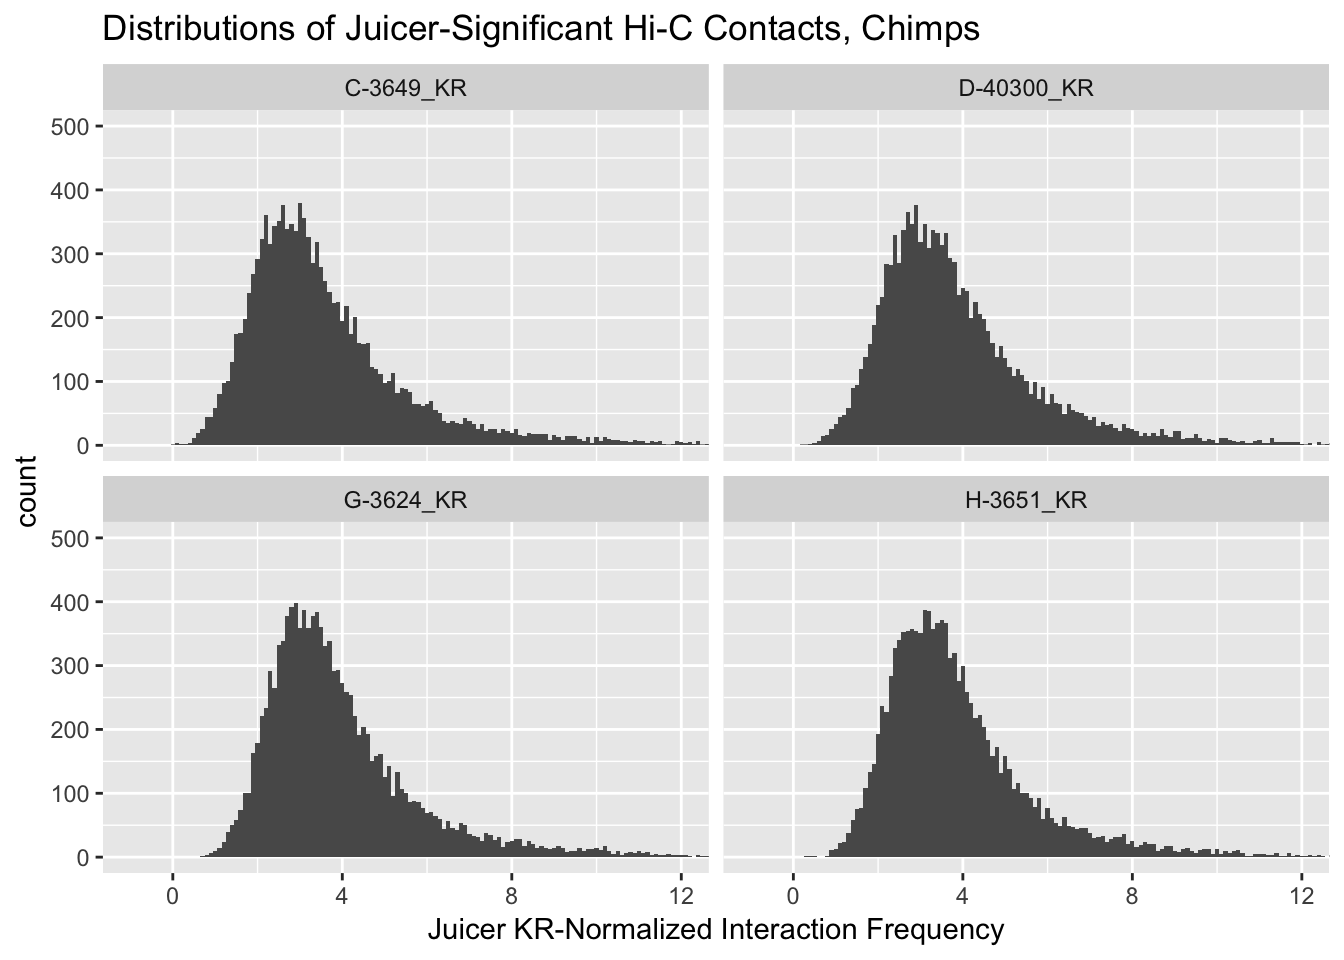 Distributions of Juicer-Significant Hi-C Contacts, Chimps
C-3649_KR
D-40300_KR
500
400
300
200
100
0
G-3624_KR
H-3651_KR
500
400
300
200
100
0
0 4 8 12
0 4 8 12
count
Juicer KR-Normalized Interaction Frequency